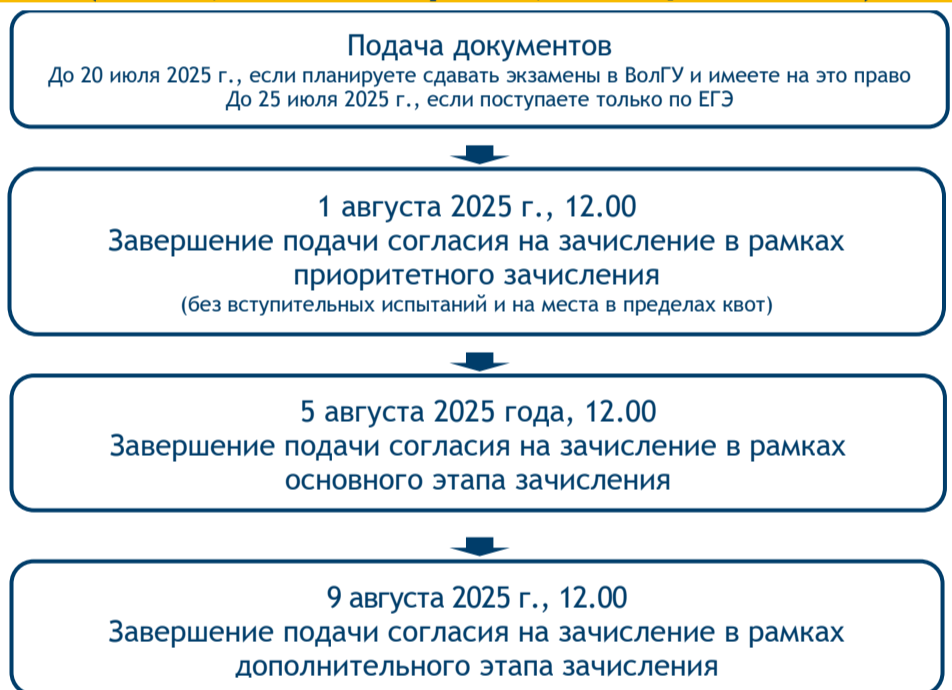 Подача документов
До 20 июля 2025 г., если планируете сдавать экзамены в ВолГУ и имеете на это право
До 25 июля 2025 г., если поступаете только по ЕГЭ
1 августа 2025 г., 12.00
Завершение подачи согласия на зачисление в рамках
приоритетного зачисления
(без вступительных испытаний и на места в пределах квот)
5 августа 2025 года, 12.00
Завершение подачи согласия на зачисление в рамках
основного этапа зачисления
9 августа 2025 г., 12.00
Завершение подачи согласия на зачисление в рамках
дополнительного этапа зачисления